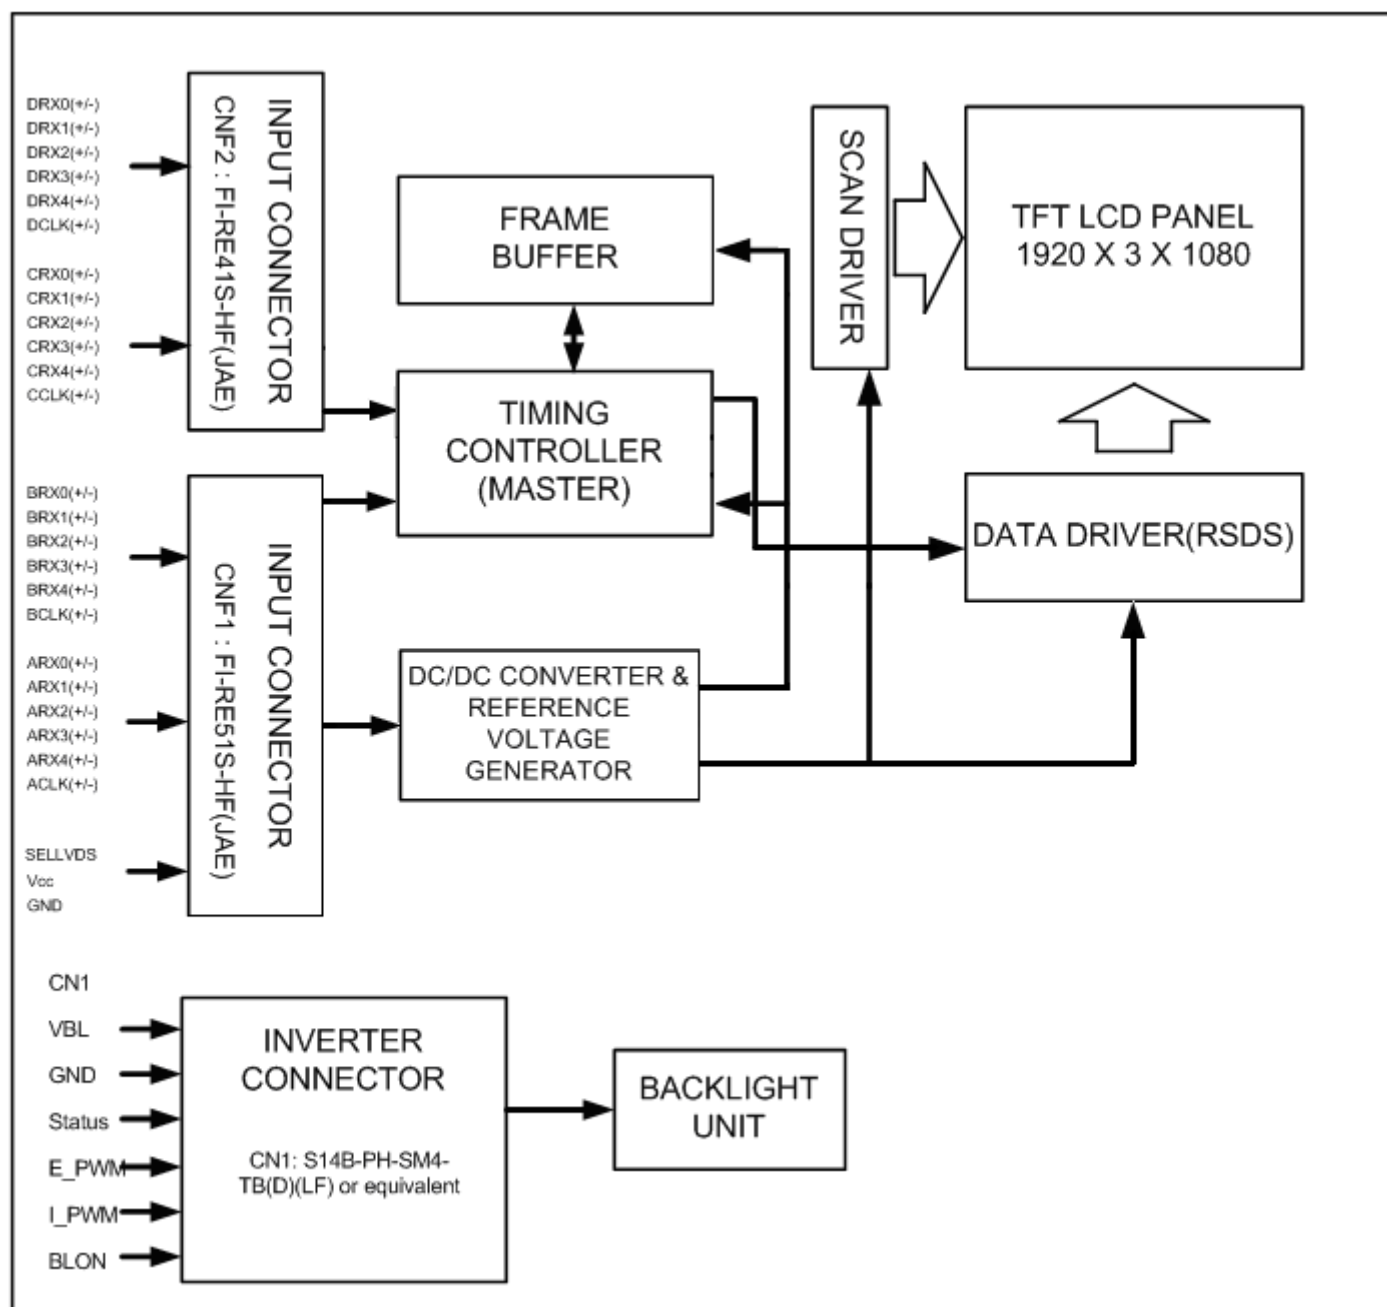 DRX0(+/-)
DRX1(+/-)
DRX2(+/-)
DRX3(+/-)
DRX4(+/-)
DCLK(+/-)
CRX0(+/-)
CRX1(+/-)
CRX2(+/-)
CRX3(+/-)
CRX4(+/-)
CCLK(+/-)
INPUT CONNECTOR
CNF2 : FI-RE41S-HF(JAE)
FRAME
BUFFER
TIMING
CONTROLLER
(MASTER)
SCAN DRIVER
TFT LCD PANEL
1920 X 3 X 1080
DATA DRIVER(RSDS)
BRX0(+/-)
BRX1(+/-)
BRX2(+/-)
BRX3(+/-)
BRX4(+/-)
BCLK(+/-)
ARX0(+/-)
ARX1(+/-)
ARX2(+/-)
ARX3(+/-)
ARX4(+/-)
ACLK(+/-)
SELLVDS
Vcc
GND
INPUT CONNECTOR
CNF1 : FI-RE51S-HF(JAE)
DC/DC CONVERTER &
REFERENCE
VOLTAGE
GENERATOR
CN1
VBL
GND
Status
E_PWM
I_PWM
BLON
INVERTER
CONNECTOR
CN1: S14B-PH-SM4-
TB(D)(LF) or equivalent
BACKLIGHT
UNIT